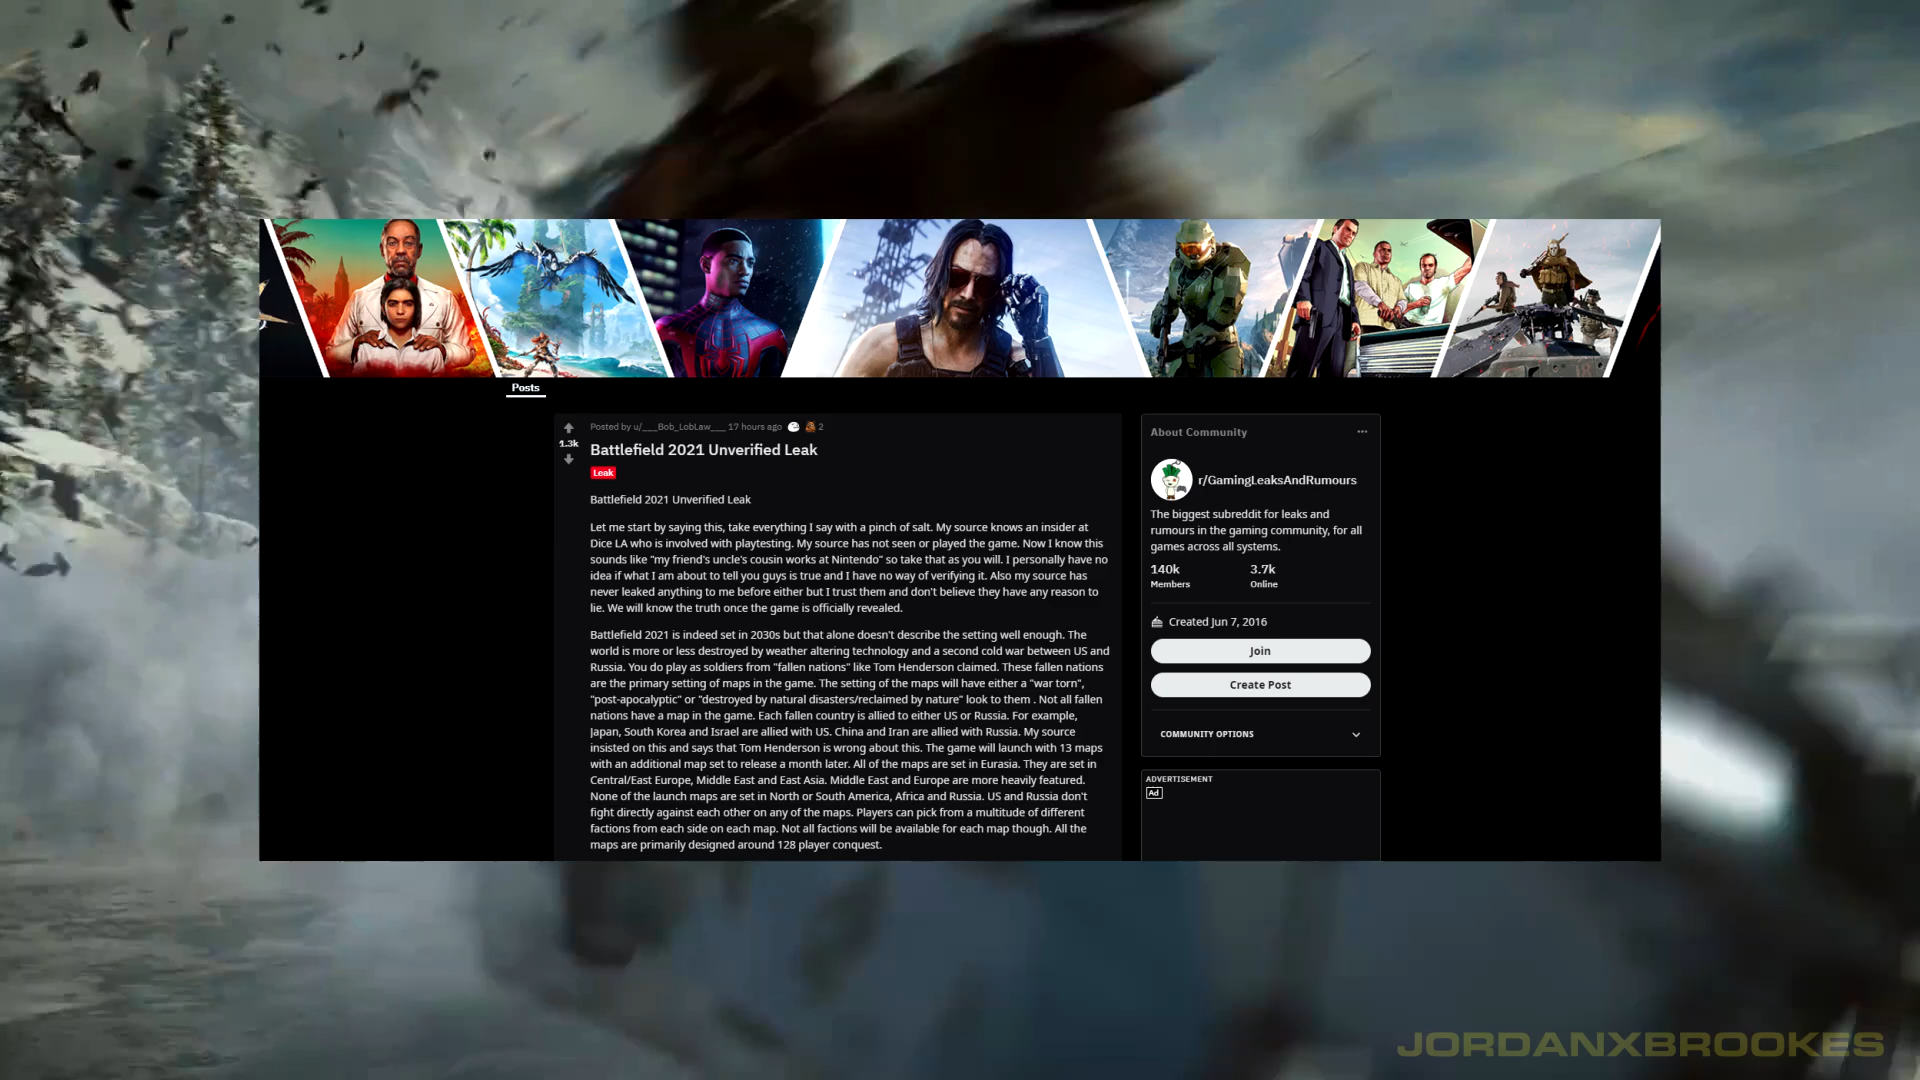 Posts
Posted by u/___Bob_LobLaw___ 17 hours ago 2
1.3k
Battlefield 2021 Unverified Leak
Leak
Battlefield 2021 Unverified Leak
Let me start by saying this, take everything I say with a pinch of salt. My source knows an insider at
Dice LA who is involved with playtesting. My source has not seen or played the game. Now I know this
sounds like "my friend's uncle's cousin works at Nintendo" so take that as you will. I personally have no
idea if what I am about to tell you guys is true and I have no way of verifying it. Also my source has
never leaked anything to me before either but I trust them and don't believe they have any reason to
lie. We will know the truth once the game is officially revealed.
Battlefield 2021 is indeed set in 2030s but that alone doesn't describe the setting well enough. The
world is more or less destroyed by weather altering technology and a second cold war between US and
Russia. You do play as soldiers from "fallen nations" like Tom Henderson claimed. These fallen nations
are the primary setting of maps in the game. The setting of the maps will have either a "war torn",
"post-apocalyptic" or "destroyed by natural disasters/reclaimed by nature" look to them . Not all fallen
nations have a map in the game. Each fallen country is allied to either US or Russia. For example,
Japan, South Korea and Israel are allied with US. China and Iran are allied with Russia. My source
insisted on this and says that Tom Henderson is wrong about this. The game will launch with 13 maps
with an additional map set to release a month later. All of the maps are set in Eurasia. They are set in
Central/East Europe, Middle East and East Asia. Middle East and Europe are more heavily featured.
None of the launch maps are set in North or South America, Africa and Russia. US and Russia don't
fight directly against each other on any of the maps. Players can pick from a multitude of different
factions from each side on each map. Not all factions will be available for each map though. All the
maps are primarily designed around 128 player conquest.
About Community
r/GamingLeaksAndRumours
The biggest subreddit for leaks and
rumours in the gaming community, for all
games across all systems.
140k 3.7k
Members Online
Created Jun 7, 2016
Join
Create Post
COMMUNITY OPTIONS
ADVERTISEMENT
Ad
JORDANXBROOKES